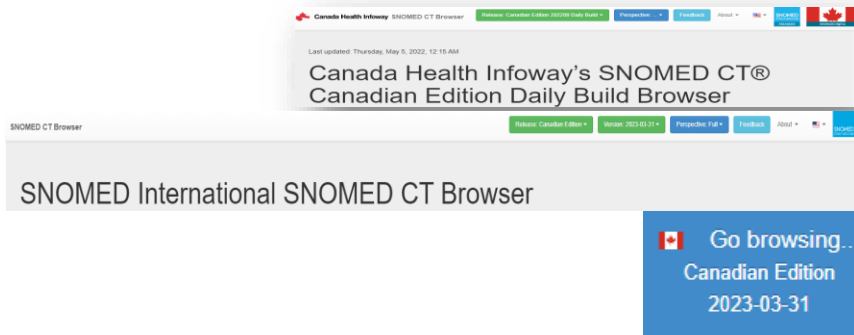 Canada Health Infoway SNOMED CT Browser Release: Canadian Edition 202208 Daily Build Perspective: ... Feedback About
Last updated: Thursday, May 5, 2022, 12:15 AM
Canada Health Infoway's SNOMED CT®
Canadian Edition Daily Build Browser
SNOMED CT Browser Release: Canadian Edition Version: 2023-03-31 Perspective: Full Feedback About
SNOMED International SNOMED CT Browser
Go browsing..
Canadian Edition
2023-03-31